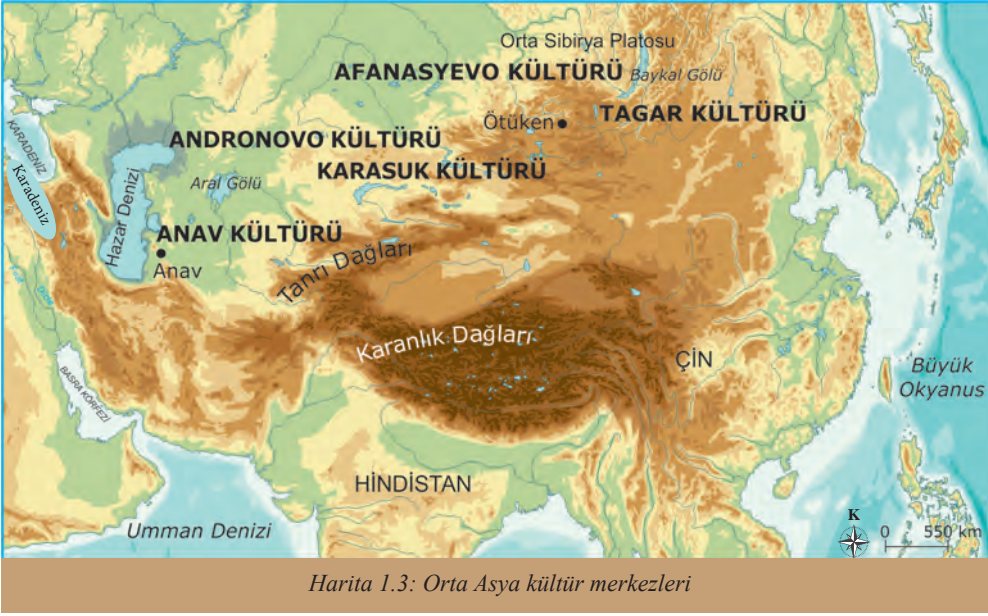 Orta Sibirya Platosu
AFANASYEVO KÜLTÜRÜ
Baykal Gölü
Ötüken
TAGAR KÜLTÜRÜ
KARADENİZ
Karadeniz
ANDRONOVO KÜLTÜRÜ
KARASUK KÜLTÜRÜ
Aral Gölü
Hazar Denizi
ANAV KÜLTÜRÜ
Anav
Tanrı Dağları
Karanlık Dağları
ÇİN
Büyük
Okyanus
BASRA KÖRFEZİ
HİNDİSTAN
Umman Denizi
K
0 550 km
Harita 1.3: Orta Asya kültür merkezleri